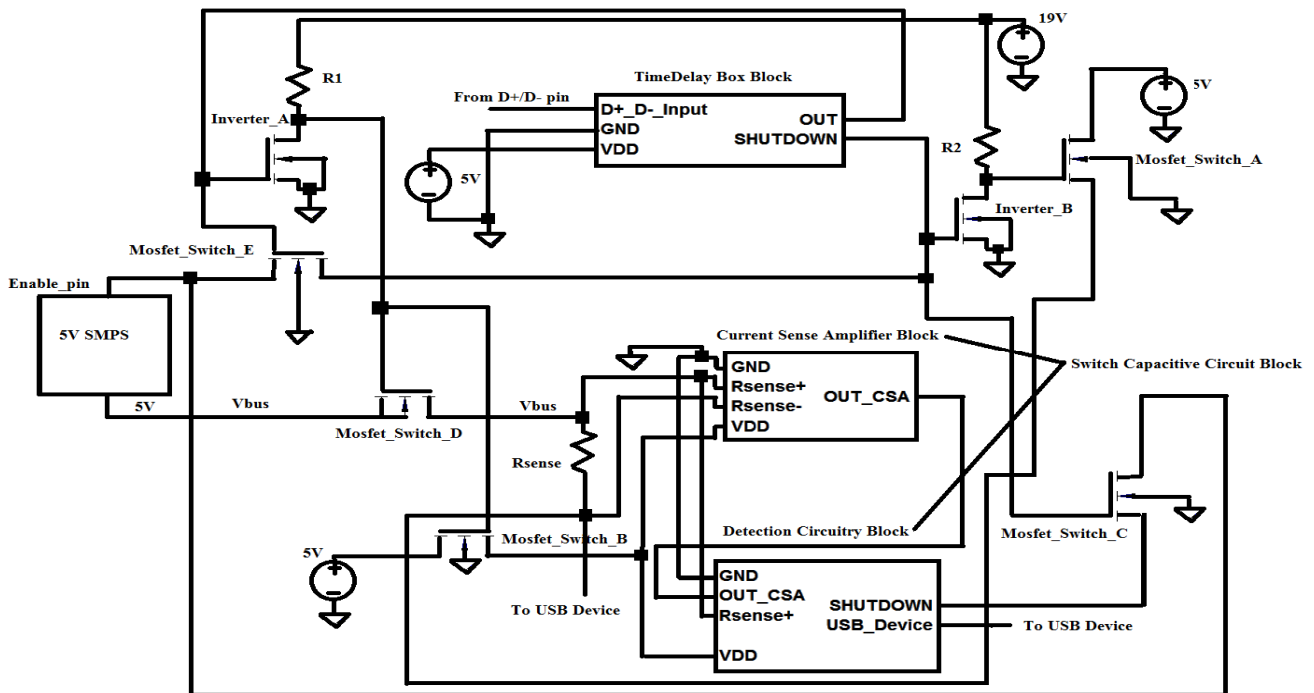 19V
R1
TimeDelay Box Block
From D+/D- pin
D+_D-_Input
GND
VDD
OUT
SHUTDOWN
5V
5V
Inverter_A
R2
Mosfet_Switch_A
Inverter_B
Mosfet_Switch_E
Enable_pin
5V SMPS
5V
Vbus
Vbus
Mosfet_Switch_D
Current Sense Amplifier Block
Switch Capacitive Circuit Block
GND
Rsense+
Rsense-
VDD
OUT_CSA
Rsense
Detection Circuitry Block
Mosfet_Switch_C
Mosfet_Switch_B
5V
To USB Device
GND
OUT_CSA
Rsense+
VDD
SHUTDOWN
USB_Device
To USB Device